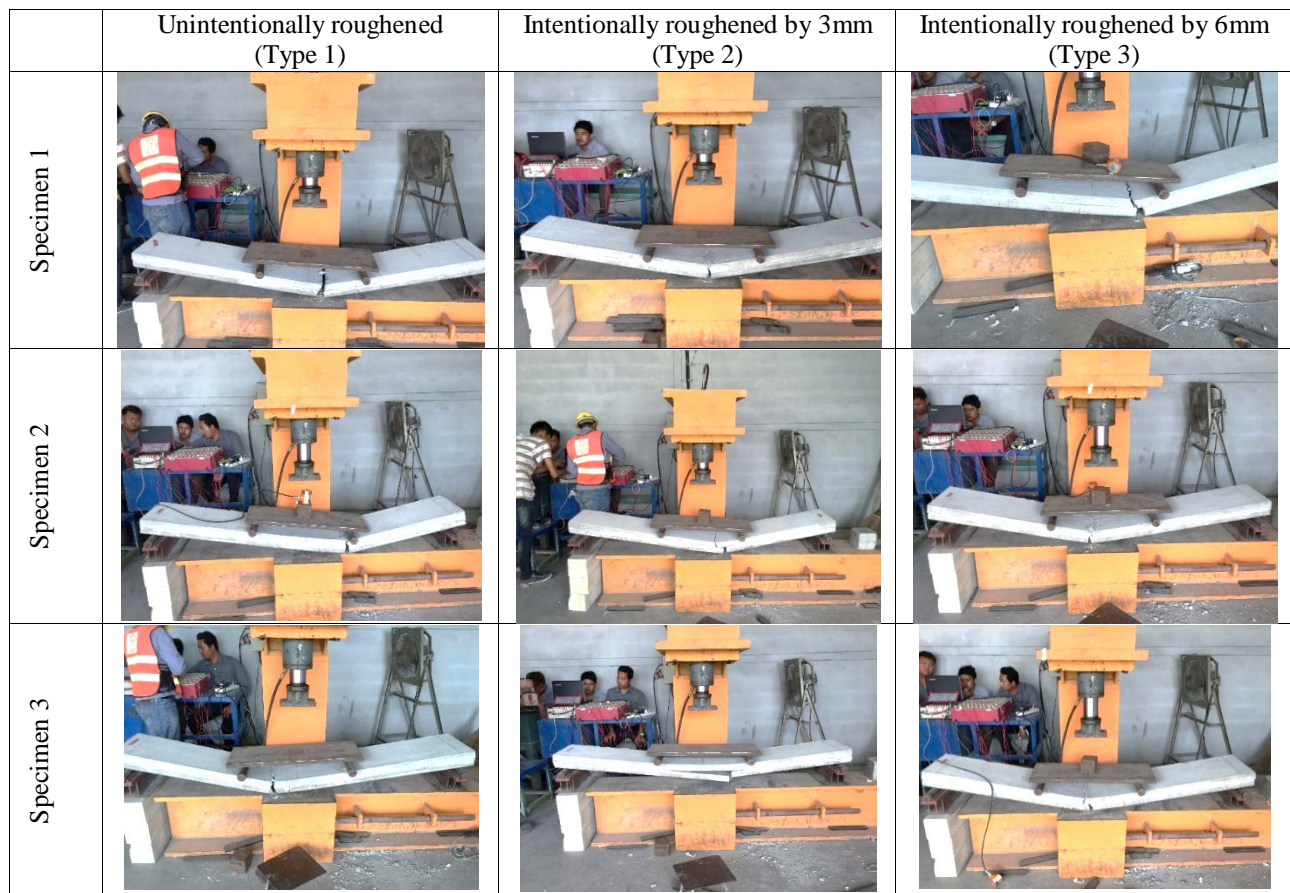 Unintentionally roughened
(Type 1)
Intentionally roughened by 3mm
(Type 2)
Intentionally roughened by 6mm
(Type 3)
Specimen 1
Specimen 2
Specimen 3